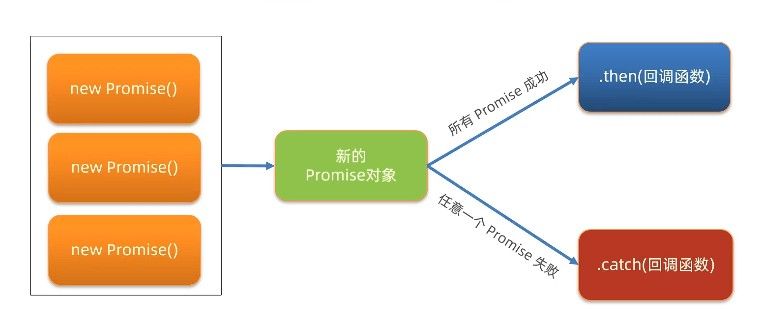 new Promise()
new Promise()
new Promise()
新的
Promise对象
所有 Promise 成功
任意一个 Promise 失败
.then(回调函数)
.catch(回调函数)